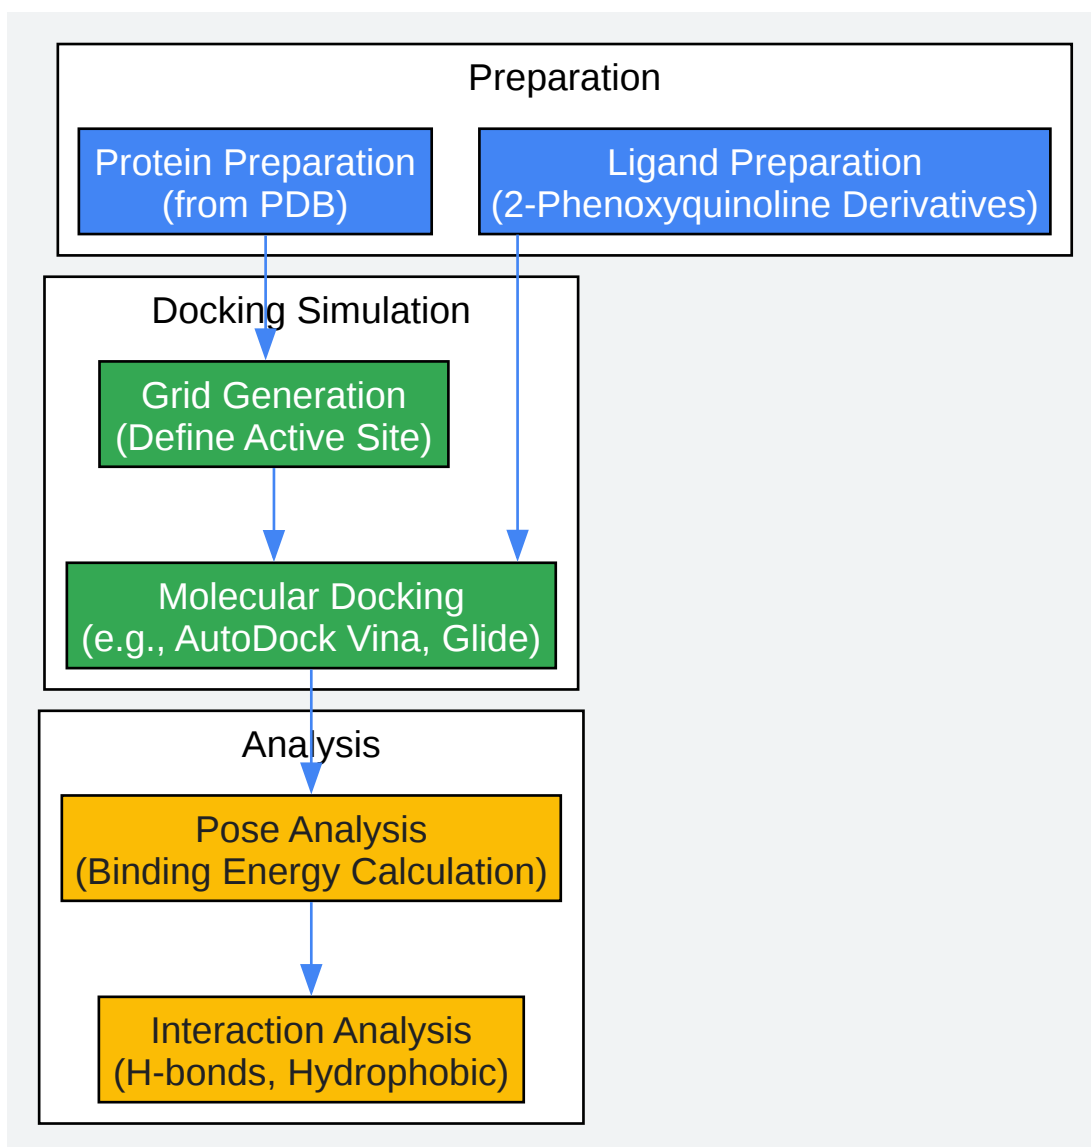 Preparation
Protein Preparation
(from PDB)
Ligand Preparation
(2-Phenoxyquinoline Derivatives)
Docking Simulation
Grid Generation
(Define Active Site)
Molecular Docking
(e.g., AutoDock Vina, Glide)
Analysis
Pose Analysis
(Binding Energy Calculation)
Interaction Analysis
(H-bonds, Hydrophobic)